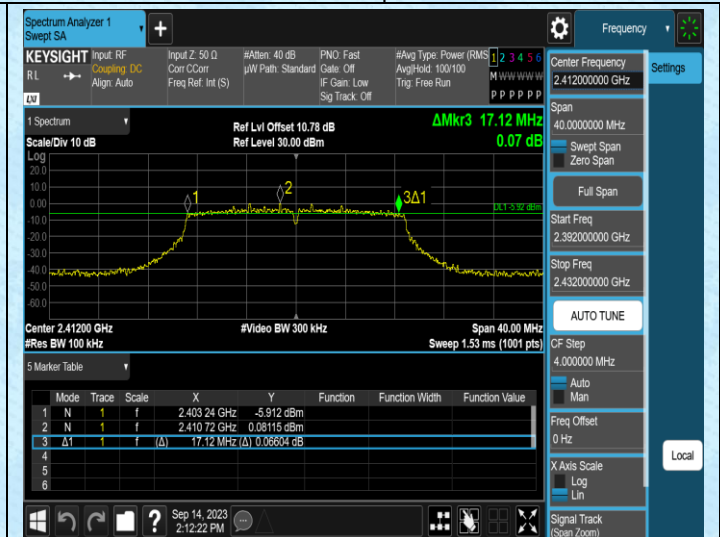 Spectrum Analyzer 1
Swept SA
+
Frequency
KEYSIGHT
RL
LXI
Input: RF
Coupling: DC
Align: Auto
Input Z: 50 Ω
Corr CCorr
Freq Ref: Int (S)
#Atten: 40 dB
µW Path: Standard
PNO: Fast
Gate: Off
IF Gain: Low
Sig Track: Off
#Avg Type: Power (RMS
Avg|Hold: 100/100
Trig: Free Run
1 2 3 4 5 6
M W W W W W
P P P P P P
1 Spectrum
Scale/Div 10 dB
Ref Lvl Offset 10.78 dB
Ref Level 30.00 dBm
ΔMkr3 17.12 MHz
0.07 dB
Log
20.0
10.0
0.00
-10.0
-20.0
-30.0
-40.0
-50.0
-60.0
1
2
3Δ1
DL1 -5.92 dBm
Center 2.41200 GHz
#Res BW 100 kHz
#Video BW 300 kHz
Span 40.00 MHz
Sweep 1.53 ms (1001 pts)
5 Marker Table
Mode Trace Scale X Y Function Function Width Function Value
1 N 1 f 2.403 24 GHz -5.912 dBm
2 N 1 f 2.410 72 GHz 0.08115 dBm
3 Δ1 1 f (Δ) 17.12 MHz (Δ) 0.06604 dB
4
5
6
?
Sep 14, 2023
2:12:22 PM
Center Frequency
2.412000000 GHz
Settings
Span
40.0000000 MHz
Swept Span
Zero Span
Full Span
Start Freq
2.392000000 GHz
Stop Freq
2.432000000 GHz
AUTO TUNE
CF Step
4.000000 MHz
Auto
Man
Freq Offset
0 Hz
Local
X Axis Scale
Log
Lin
Signal Track
(Span Zoom)